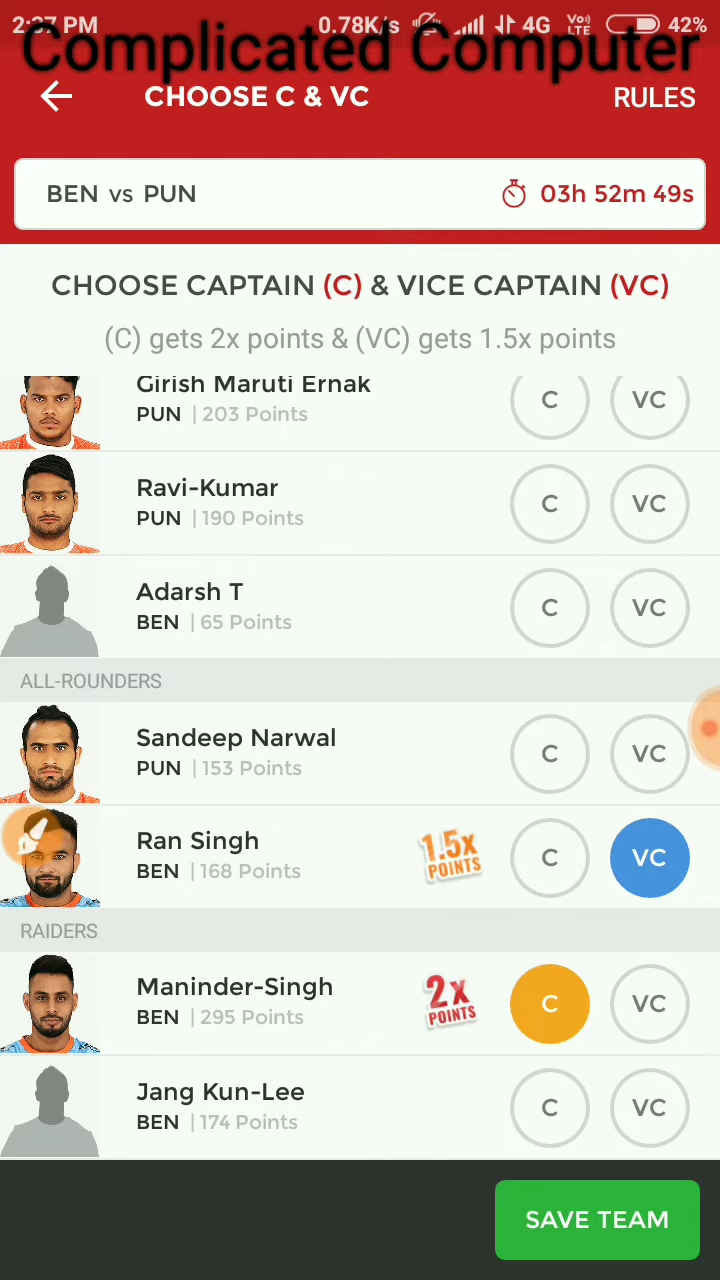 2:37 PM 0.78K/s 4G Vo) LTE 42%
Complicated Computer
CHOOSE C & VC RULES
BEN vs PUN 03h 52m 49s
CHOOSE CAPTAIN (C) & VICE CAPTAIN (VC)
(C) gets 2x points & (VC) gets 1.5x points
Girish Maruti Ernak
PUN | 203 Points C VC
Ravi-Kumar
PUN | 190 Points C VC
Adarsh T
BEN | 65 Points C VC
ALL-ROUNDERS
Sandeep Narwal
PUN | 153 Points C VC
Ran Singh
BEN | 168 Points 1.5x POINTS C VC
RAIDERS
Maninder-Singh
BEN | 295 Points 2x POINTS C VC
Jang Kun-Lee
BEN | 174 Points C VC
SAVE TEAM